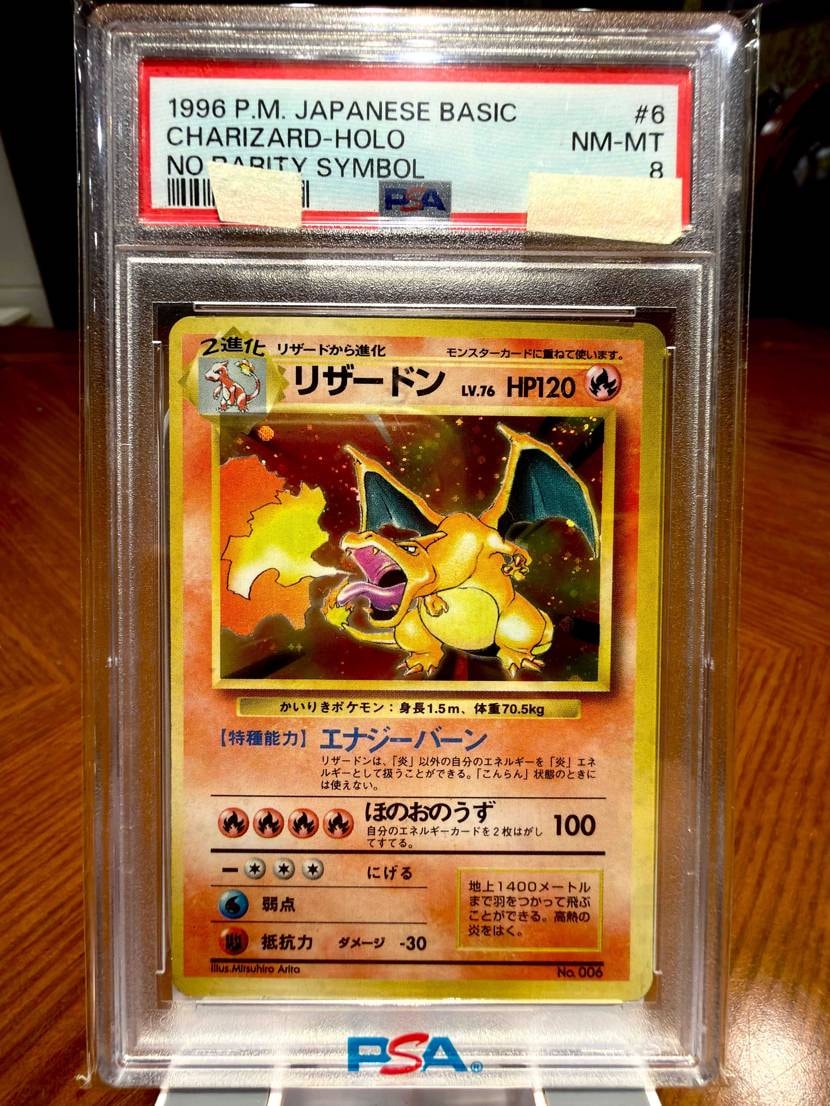 1996 P.M. JAPANESE BASIC #6
CHARIZARD-HOLO NM-MT
NO RARITY SYMBOL 8
PSA
2進化 リザードから進化 モンスターカードに重ねて使います。
リザードン LV.76 HP120
かいりきポケモン：身長1.5m、体重70.5kg
【特種能力】エナジーバーン
リザードンは、「炎」以外の自分のエネルギーを「炎」エネ
ルギーとして扱うことができる。「こんらん」状態のときに
は使えない。
ほのおのうず 100
自分のエネルギーカードを2枚はがし
てすてる。
にげる
弱点
抵抗力 ダメージ -30
地上1400メートル
まで羽をつかって飛ぶ
ことができる。高熱の
炎をはく。
Illus.Mitsuhiro Arita No. 006
PSA®